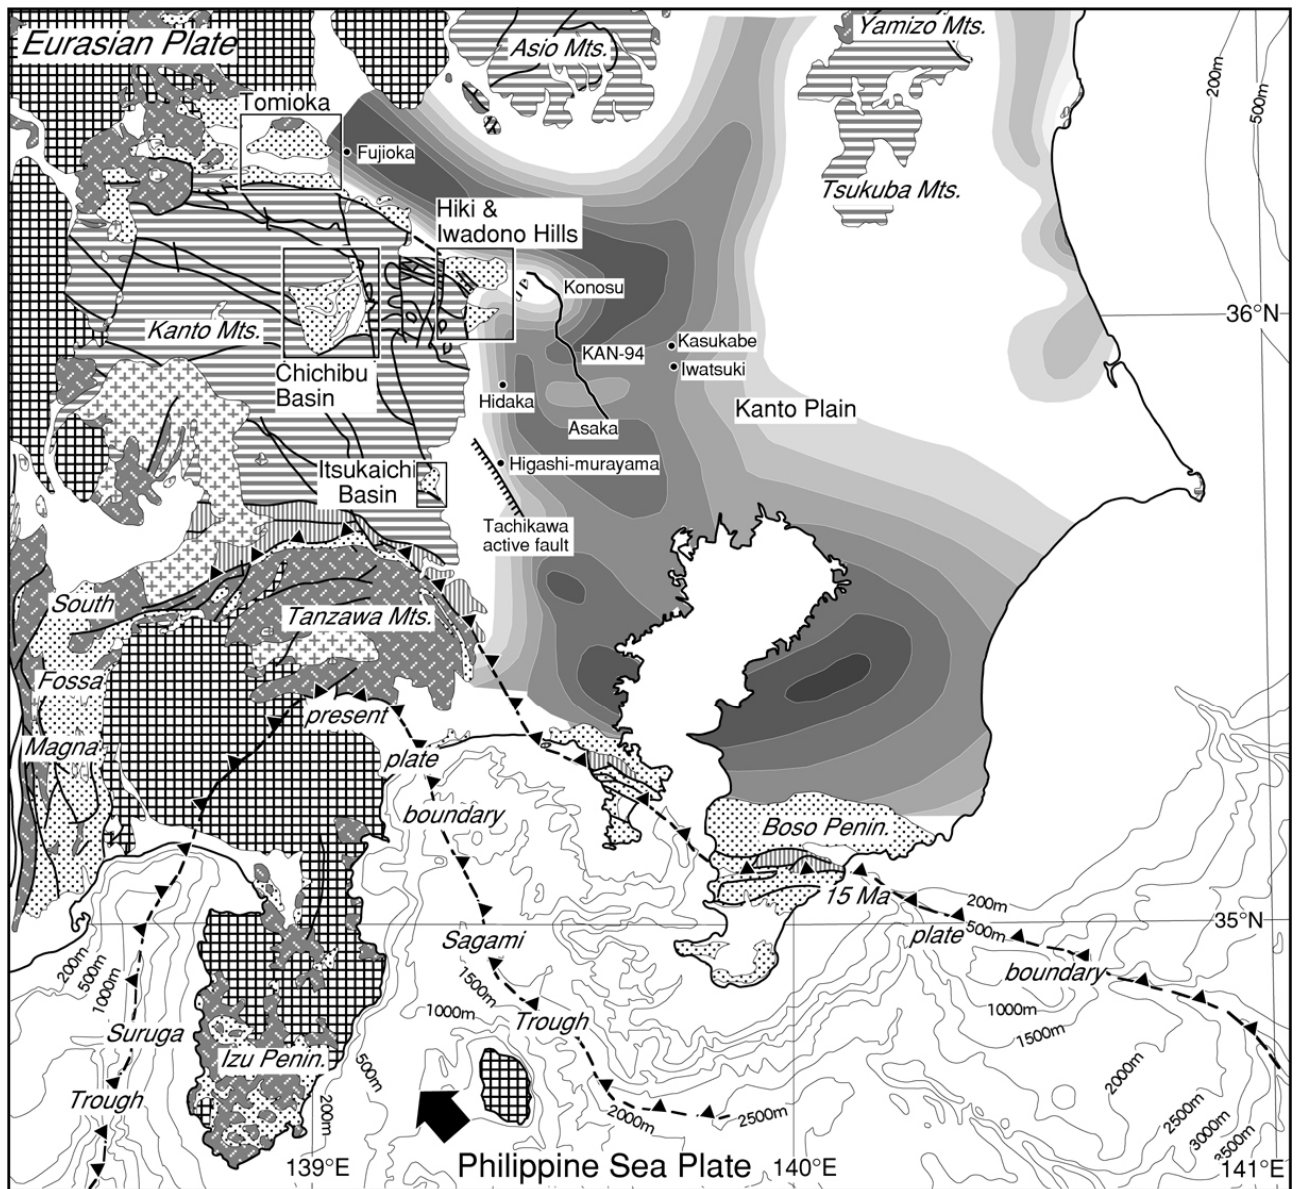 Eurasian Plate
Asio Mts.
Yamizo Mts.
200m
500m
Tomioka
Fujioka
Tsukuba Mts.
Hiki &
Iwadono Hills
Konosu
36°N
Kanto Mts.
KAN-94
Kasukabe
Iwatsuki
Chichibu
Basin
Hidaka
Kanto Plain
Asaka
Itsukaichi
Basin
Higashi-murayama
Tachikawa
active fault
South
Tanzawa Mts.
Fossa
present
Magna
plate
boundary
Boso Penin.
15 Ma
200m
plate
500m
35°N
Sagami
boundary
200m
500m
1000m
1500m
1000m
1000m
Trough
Suruga
1500m
Izu Penin.
500m
2000m
Trough
200m
2000m
2500m
2500m
3000m
3500m
139°E
Philippine Sea Plate
140°E
141°E